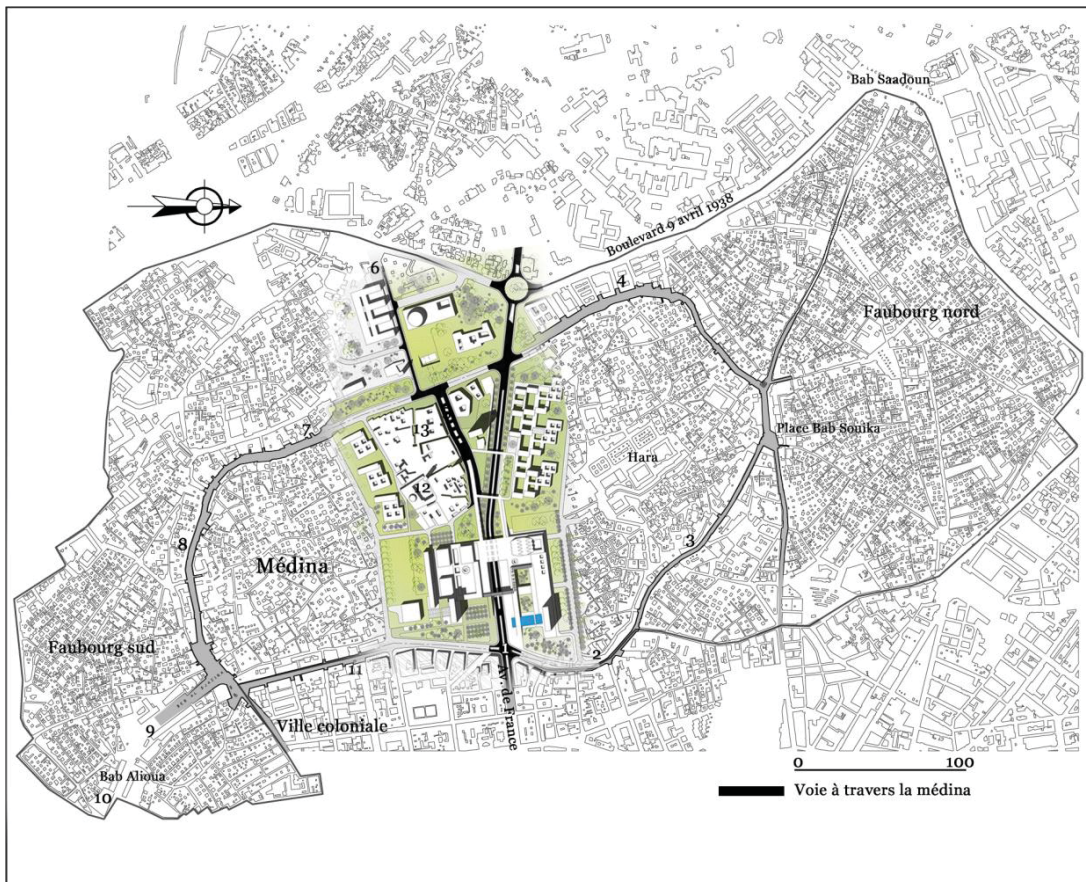 Bab Saadoun
Boulevard 9 avril 1938
6
4
Faubourg nord
7
13
Place Bab Souika
Hara
12
8
3
Médina
Faubourg sud
2
11
Av. de France
9
Ville coloniale
Bab Alioua
10
0 100
Voie à travers la médina